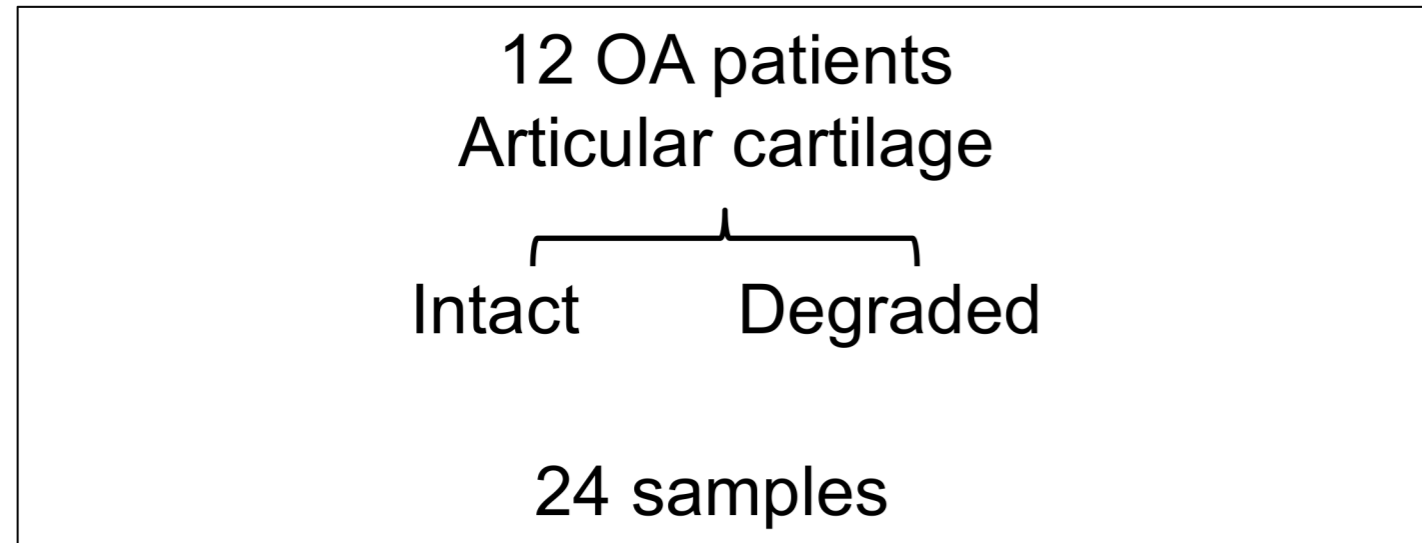 12 OA patients
Articular cartilage
Intact Degraded
24 samples